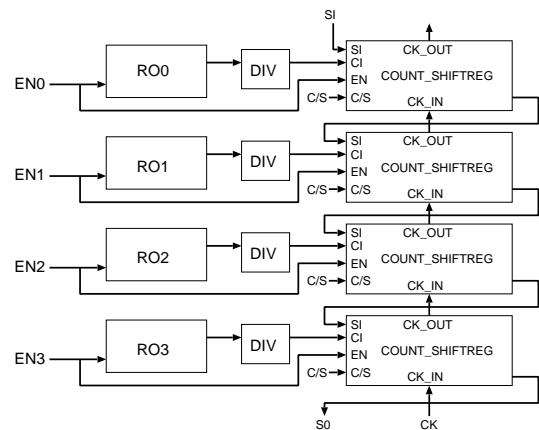 SI
SI CK_OUT
RO0 DIV CI
EN0 EN COUNT_SHIFTREG
C/S C/S
CK_IN
SI CK_OUT
RO1 DIV CI
EN1 EN COUNT_SHIFTREG
C/S C/S
CK_IN
SI CK_OUT
RO2 DIV CI
EN2 EN COUNT_SHIFTREG
C/S C/S
CK_IN
SI CK_OUT
RO3 DIV CI
EN3 EN COUNT_SHIFTREG
C/S C/S
CK_IN
S0 CK